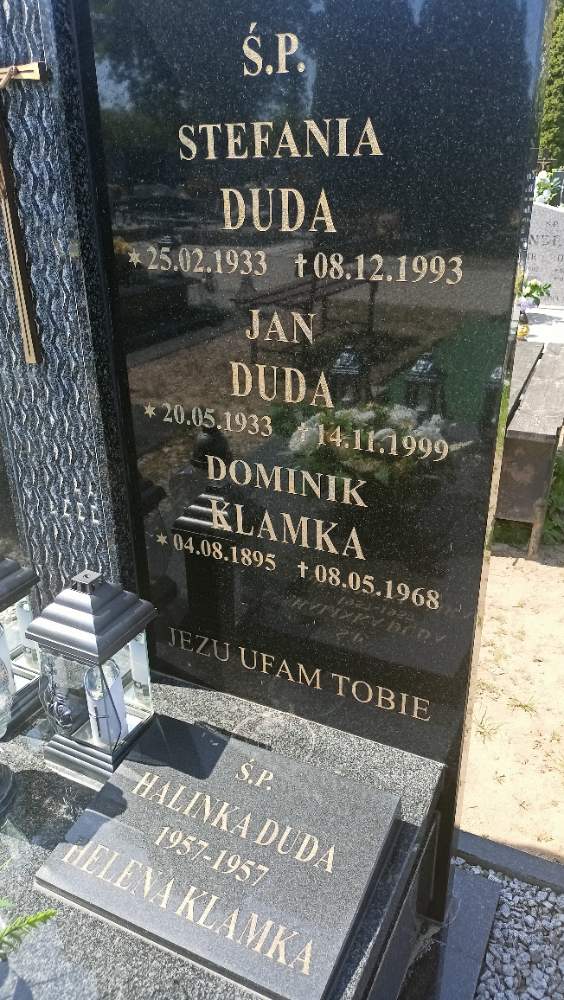 Ś.P.
STEFANIA
DUDA
*25.02.1933 †08.12.1993
JAN
DUDA
*20.05.1933 †14.11.1999
DOMINIK
KLAMKA
*04.08.1895 †08.05.1968
JEZU UFAM TOBIE
Ś.P.
HALINKA DUDA
1957-1957
HELENA KLAMKA